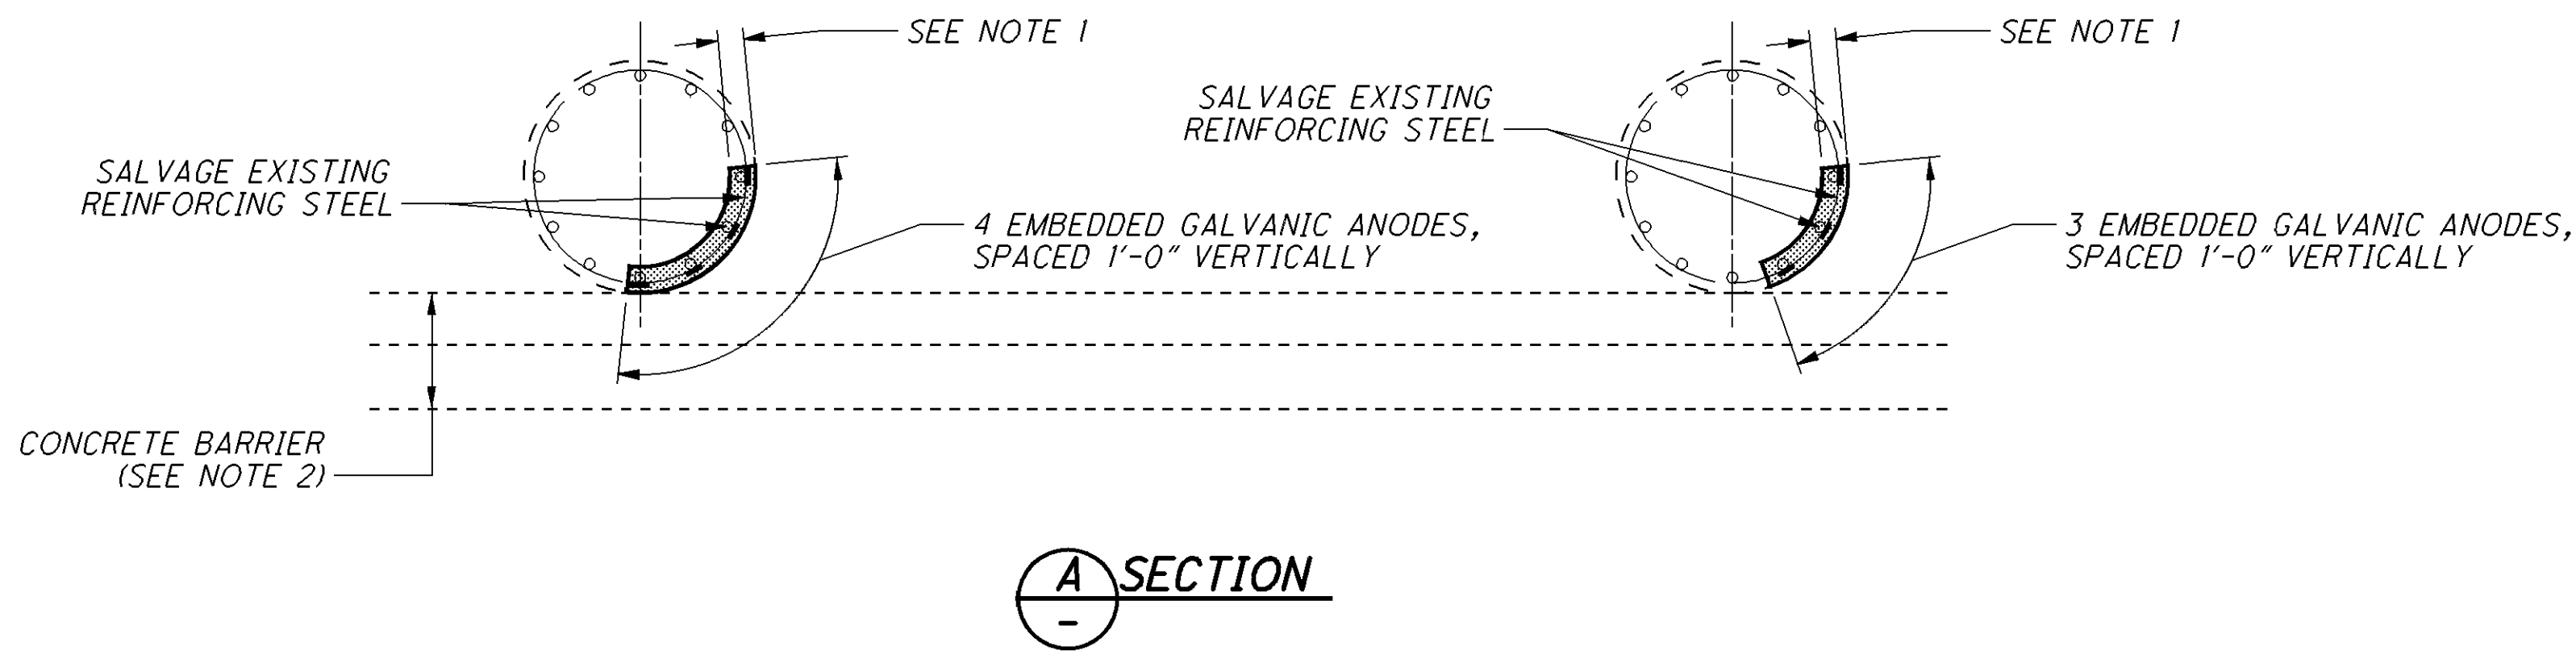 SEE NOTE 1
SALVAGE EXISTING
REINFORCING STEEL
4 EMBEDDED GALVANIC ANODES,
SPACED 1'-0" VERTICALLY
CONCRETE BARRIER
(SEE NOTE 2)
SEE NOTE 1
SALVAGE EXISTING
REINFORCING STEEL
3 EMBEDDED GALVANIC ANODES,
SPACED 1'-0" VERTICALLY
A SECTION
-